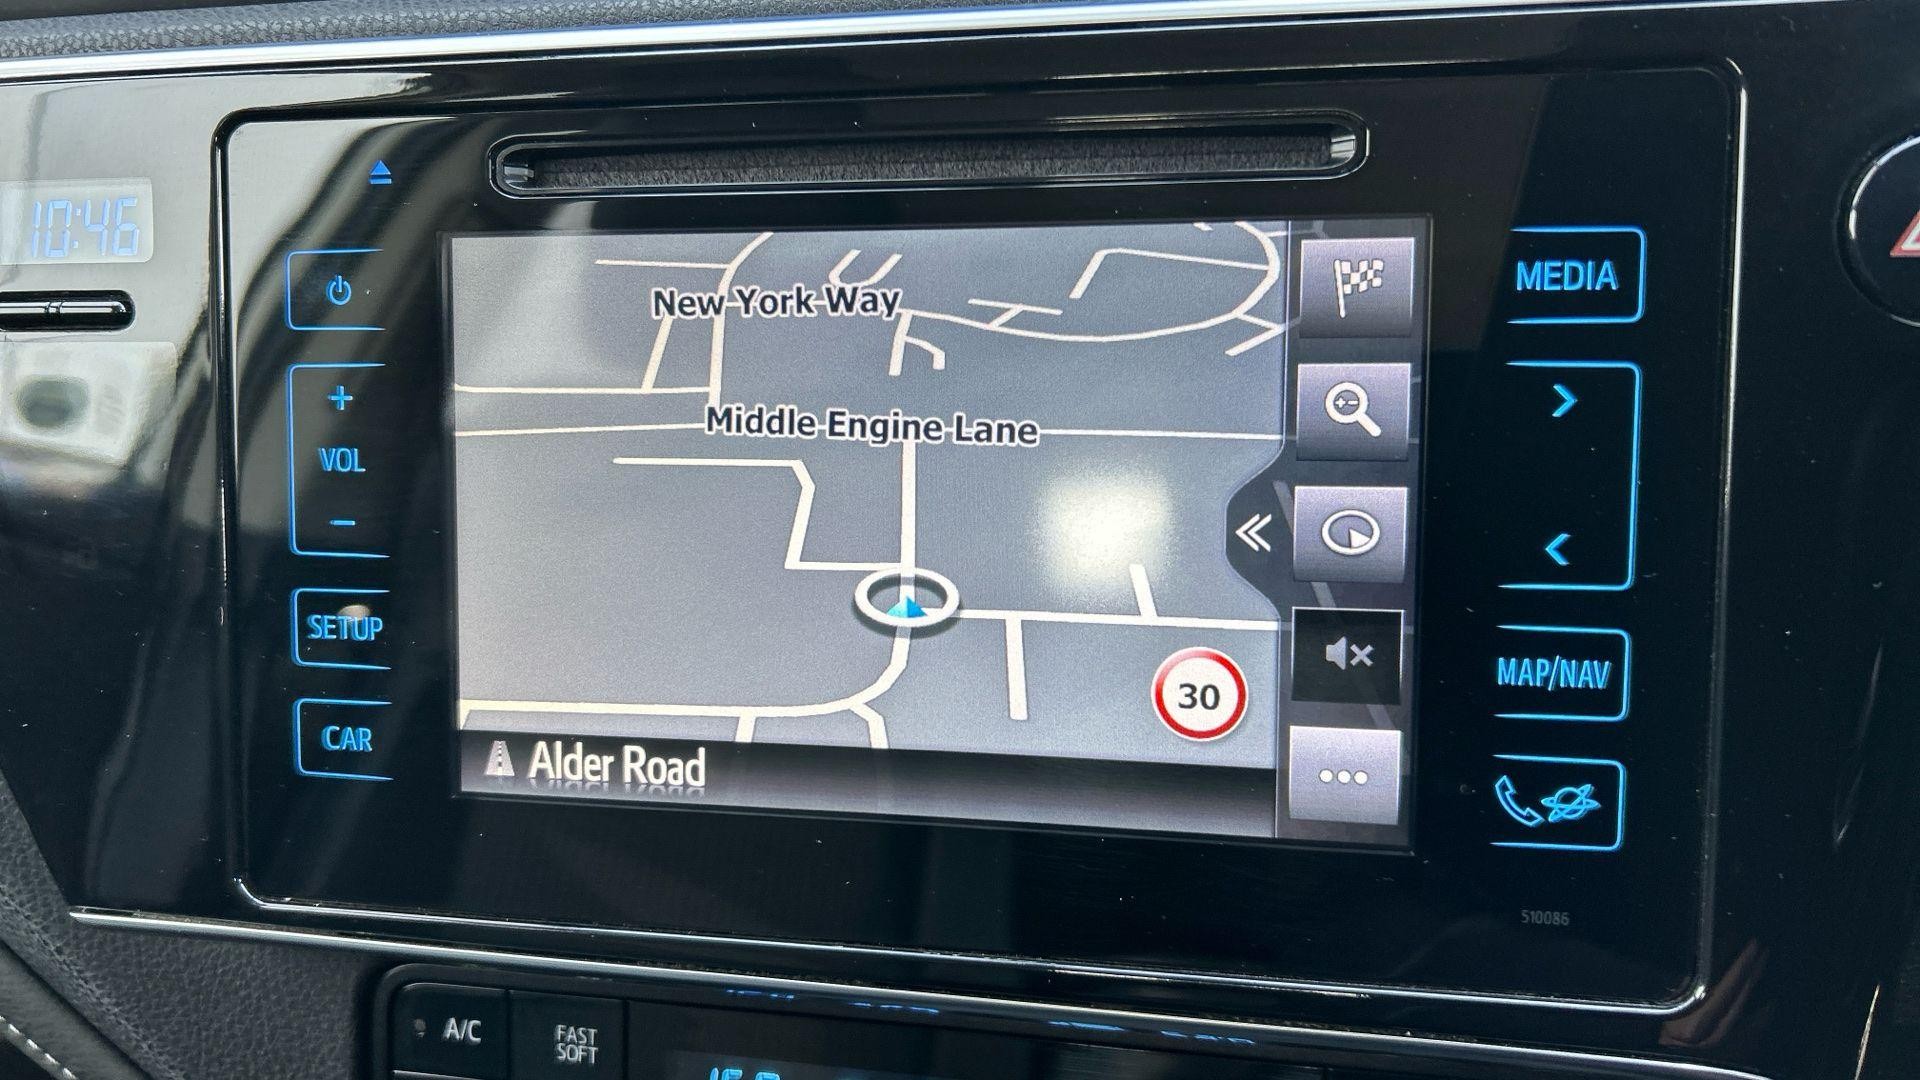 10:46
MEDIA
New York Way
VOL
Middle Engine Lane
SETUP
30
MAP/NAV
CAR
Alder Road
510086
A/C
FAST
SOFT